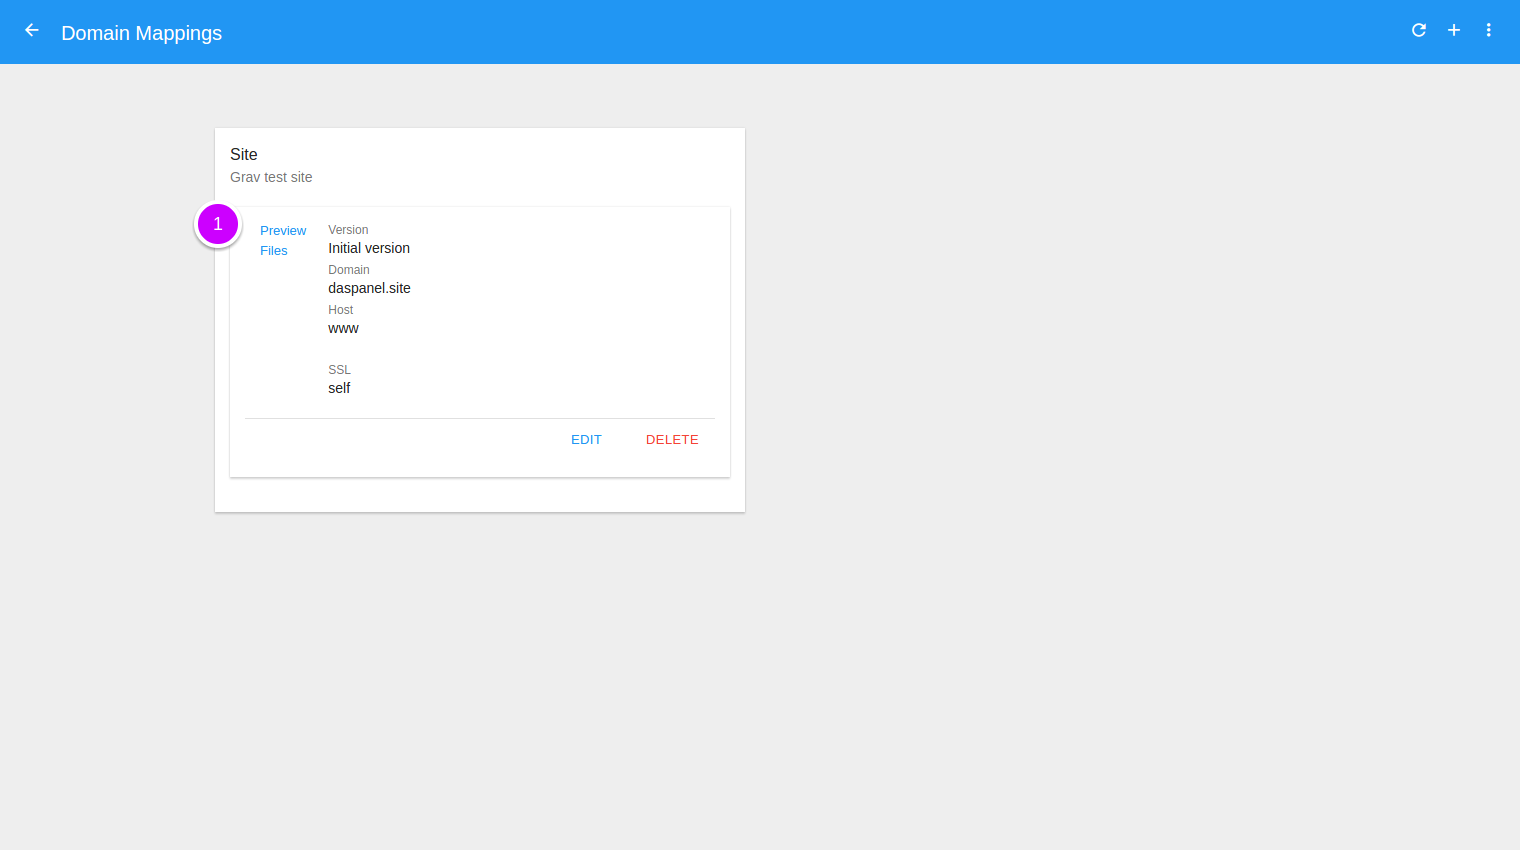 Domain Mappings
Site
Grav test site
1
Preview
Files
Version
Initial version
Domain
daspanel.site
Host
www
SSL
self
EDIT DELETE